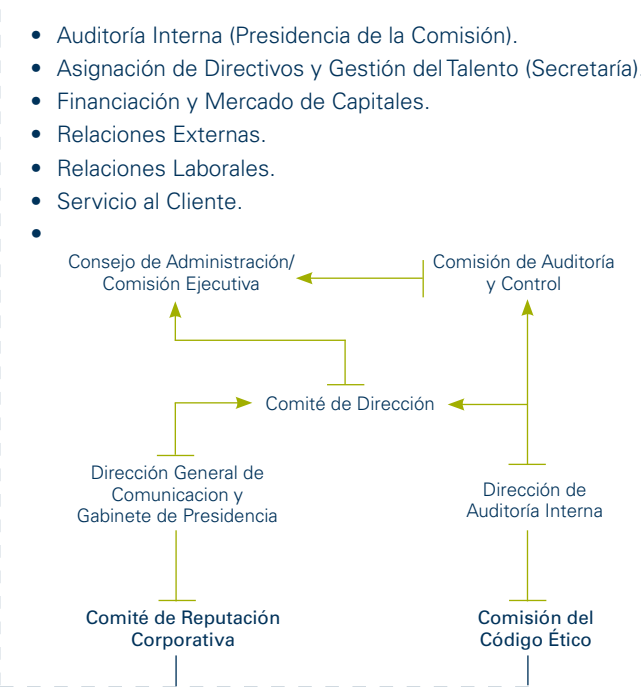 • Auditoría Interna (Presidencia de la Comisión).
• Asignación de Directivos y Gestión del Talento (Secretaría).
• Financiación y Mercado de Capitales.
• Relaciones Externas.
• Relaciones Laborales.
• Servicio al Cliente.
•
Consejo de Administración/
Comisión Ejecutiva
Comisión de Auditoría
y Control
Comité de Dirección
Dirección General de
Comunicacion y
Gabinete de Presidencia
Dirección de
Auditoría Interna
Comité de Reputación
Corporativa
Comisión del
Código Ético